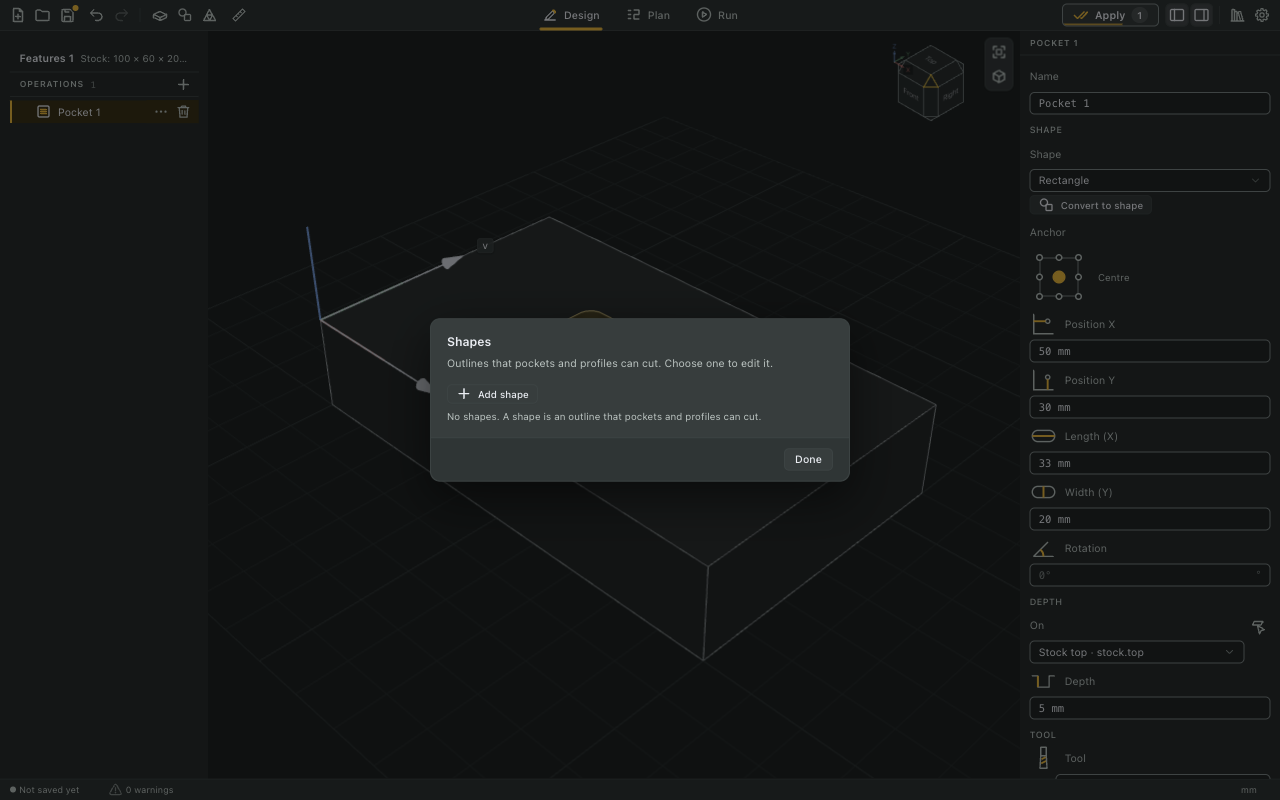 Design
Plan
Run
Apply 1
Features 1 Stock: 100 × 60 × 20...
OPERATIONS 1
Pocket 1
Top
Front
Right
V
Shapes
Outlines that pockets and profiles can cut. Choose one to edit it.
Add shape
No shapes. A shape is an outline that pockets and profiles can cut.
Done
POCKET 1
Name
Pocket 1
SHAPE
Shape
Rectangle
Convert to shape
Anchor
Centre
Position X
50 mm
Position Y
30 mm
Length (X)
33 mm
Width (Y)
20 mm
Rotation
0° °
DEPTH
On
Stock top · stock.top
Depth
5 mm
TOOL
Tool
Not saved yet
0 warnings
mm